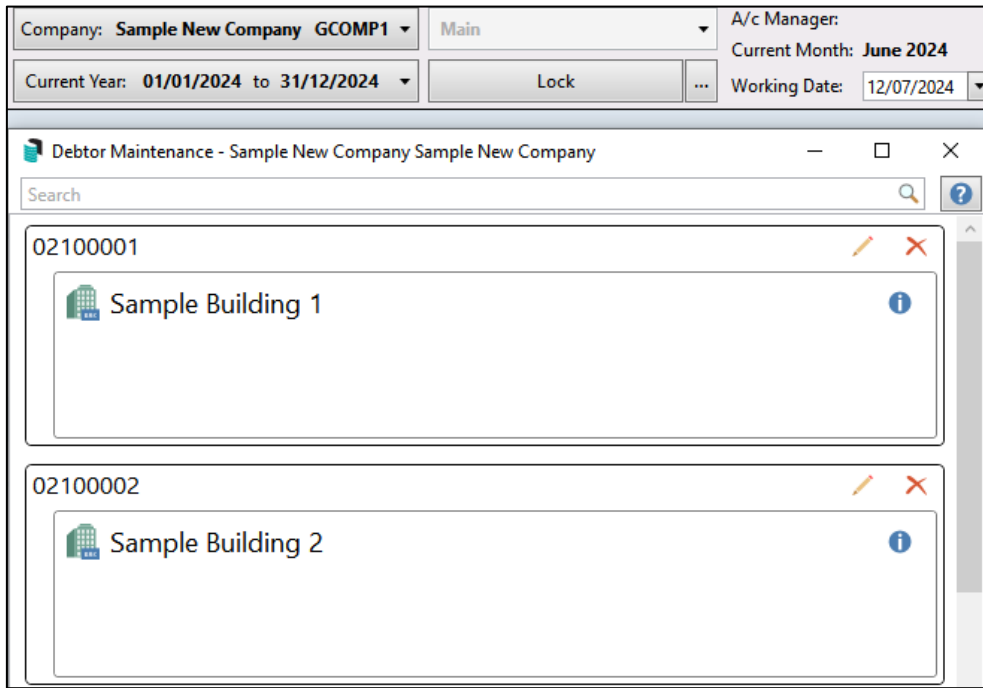 Company: Sample New Company GCOMP1
Main
A/c Manager:
Current Month: June 2024
Current Year: 01/01/2024 to 31/12/2024
Lock
...
Working Date: 12/07/2024
Debtor Maintenance - Sample New Company Sample New Company
Search
?
02100001
Sample Building 1
02100002
Sample Building 2